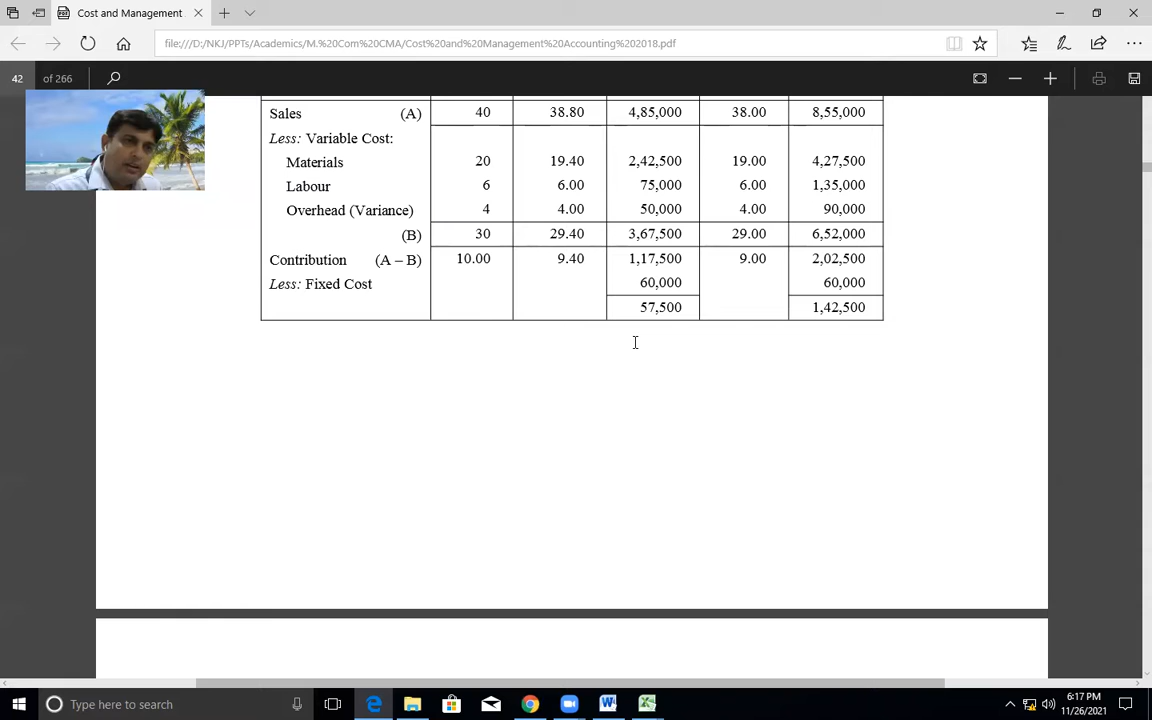 Cost and Management
file:///D:/NKJ/PPTs/Academics/M.%20Com%20CMA/Cost%20and%20Management%20Accounting%202018.pdf
42 of 266
Sales (A) 40 38.80 4,85,000 38.00 8,55,000
Less: Variable Cost:
Materials 20 19.40 2,42,500 19.00 4,27,500
Labour 6 6.00 75,000 6.00 1,35,000
Overhead (Variance) 4 4.00 50,000 4.00 90,000
(B) 30 29.40 3,67,500 29.00 6,52,000
Contribution (A – B) 10.00 9.40 1,17,500 9.00 2,02,500
Less: Fixed Cost 60,000 60,000
57,500 1,42,500
Type here to search
6:17 PM
11/26/2021